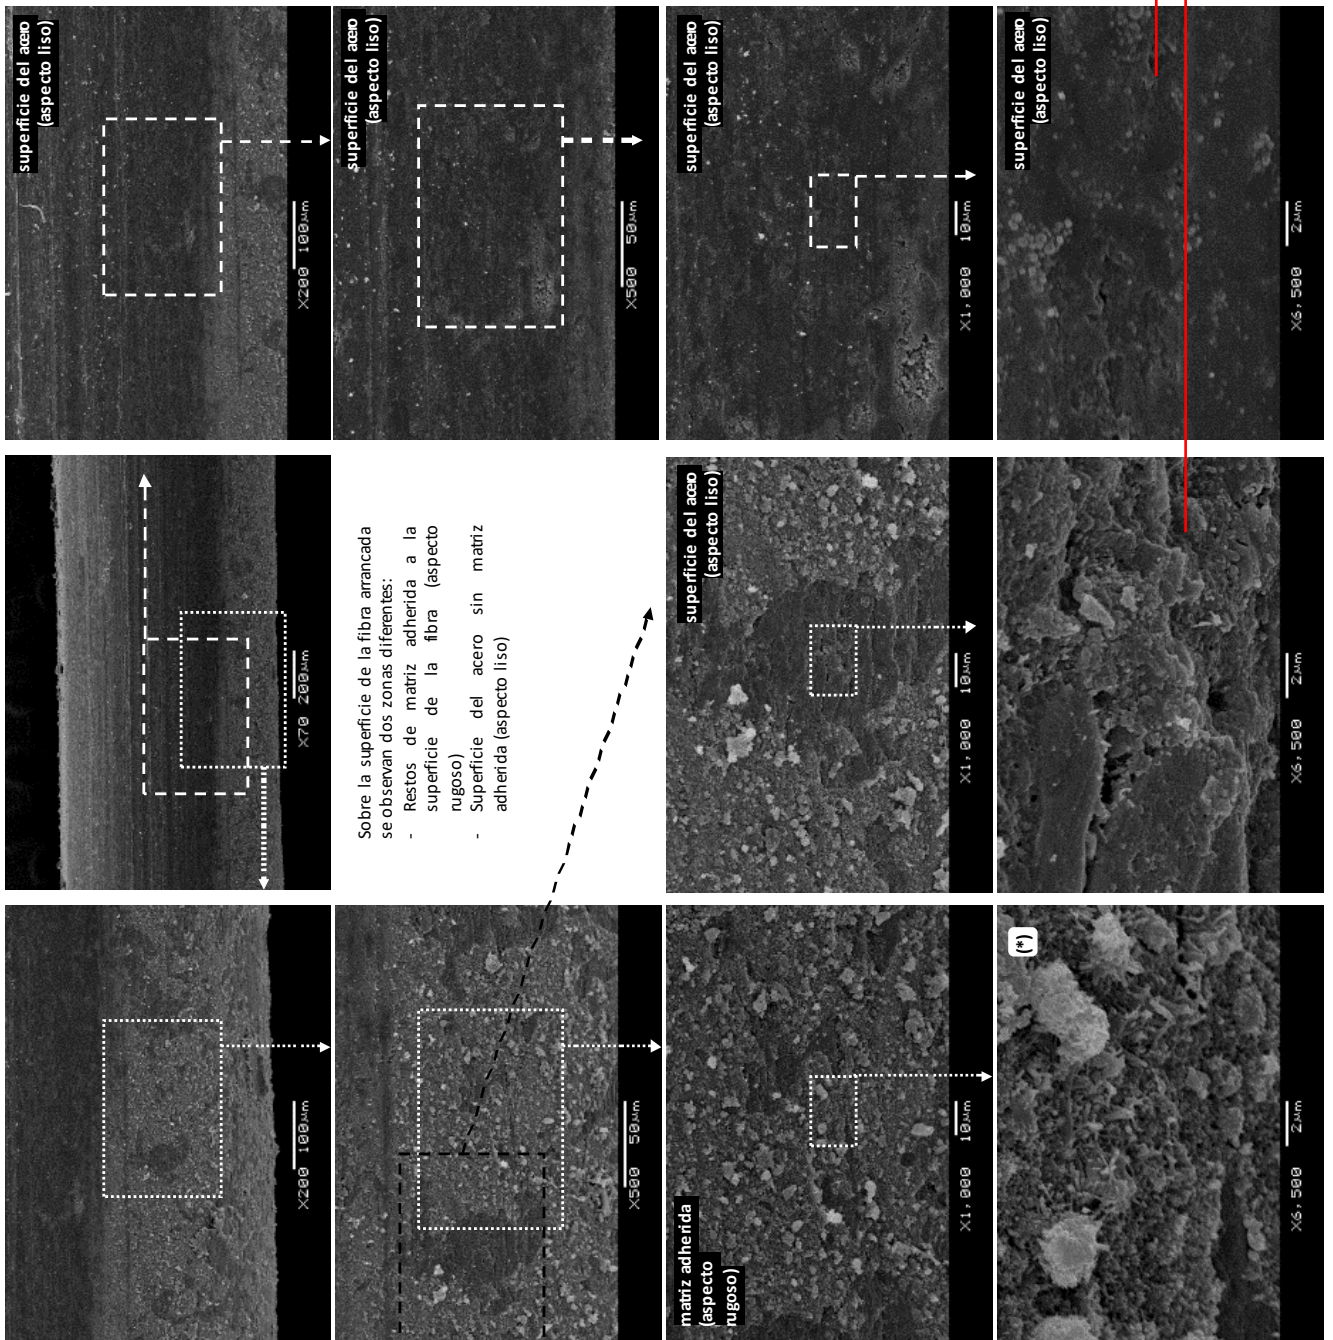 X200 100µm
X70 200µm
superficie del acero
(aspecto liso)
X200 100µm
X500 50µm
Sobre la superficie de la fibra arrancada
se observan dos zonas diferentes:
- Restos de matriz adherida a la
superficie de la fibra (aspecto
rugoso)
- Superficie del acero sin matriz
adherida (aspecto liso)
superficie del acero
(aspecto liso)
X500 50µm
matriz adherida
(aspecto
rugoso)
X1,000 10µm
superficie del acero
(aspecto liso)
X1,000 10µm
superficie del acero
(aspecto liso)
X1,000 10µm
(*)
X6,500 2µm
X6,500 2µm
superficie del acero
(aspecto liso)
X6,500 2µm